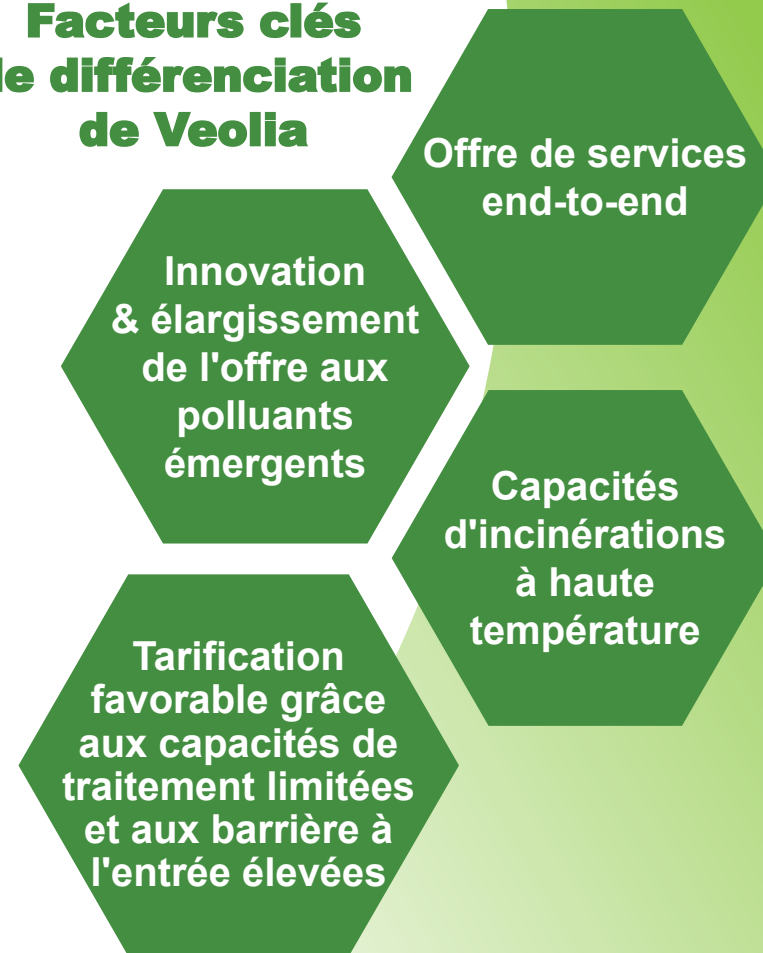 Facteurs clés
de différenciation
de Veolia
Offre de services
end-to-end
Innovation
& élargissement
de l'offre aux
polluants
émergents
Capacités
d'incinérations
à haute
température
Tarification
favorable grâce
aux capacités de
traitement limitées
et aux barrière à
l'entrée élevées